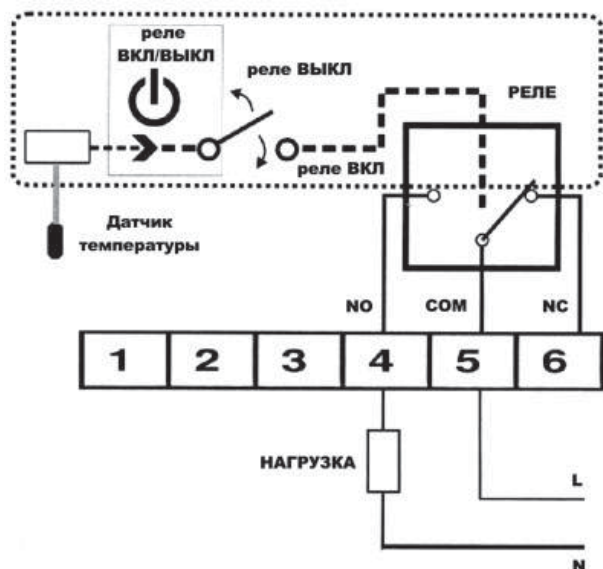 реле
ВКЛ/ВЫКЛ
реле ВЫКЛ
РЕЛЕ
реле ВКЛ
Датчик
температуры
NO
COM
NC
1 2 3 4 5 6
НАГРУЗКА
L
N